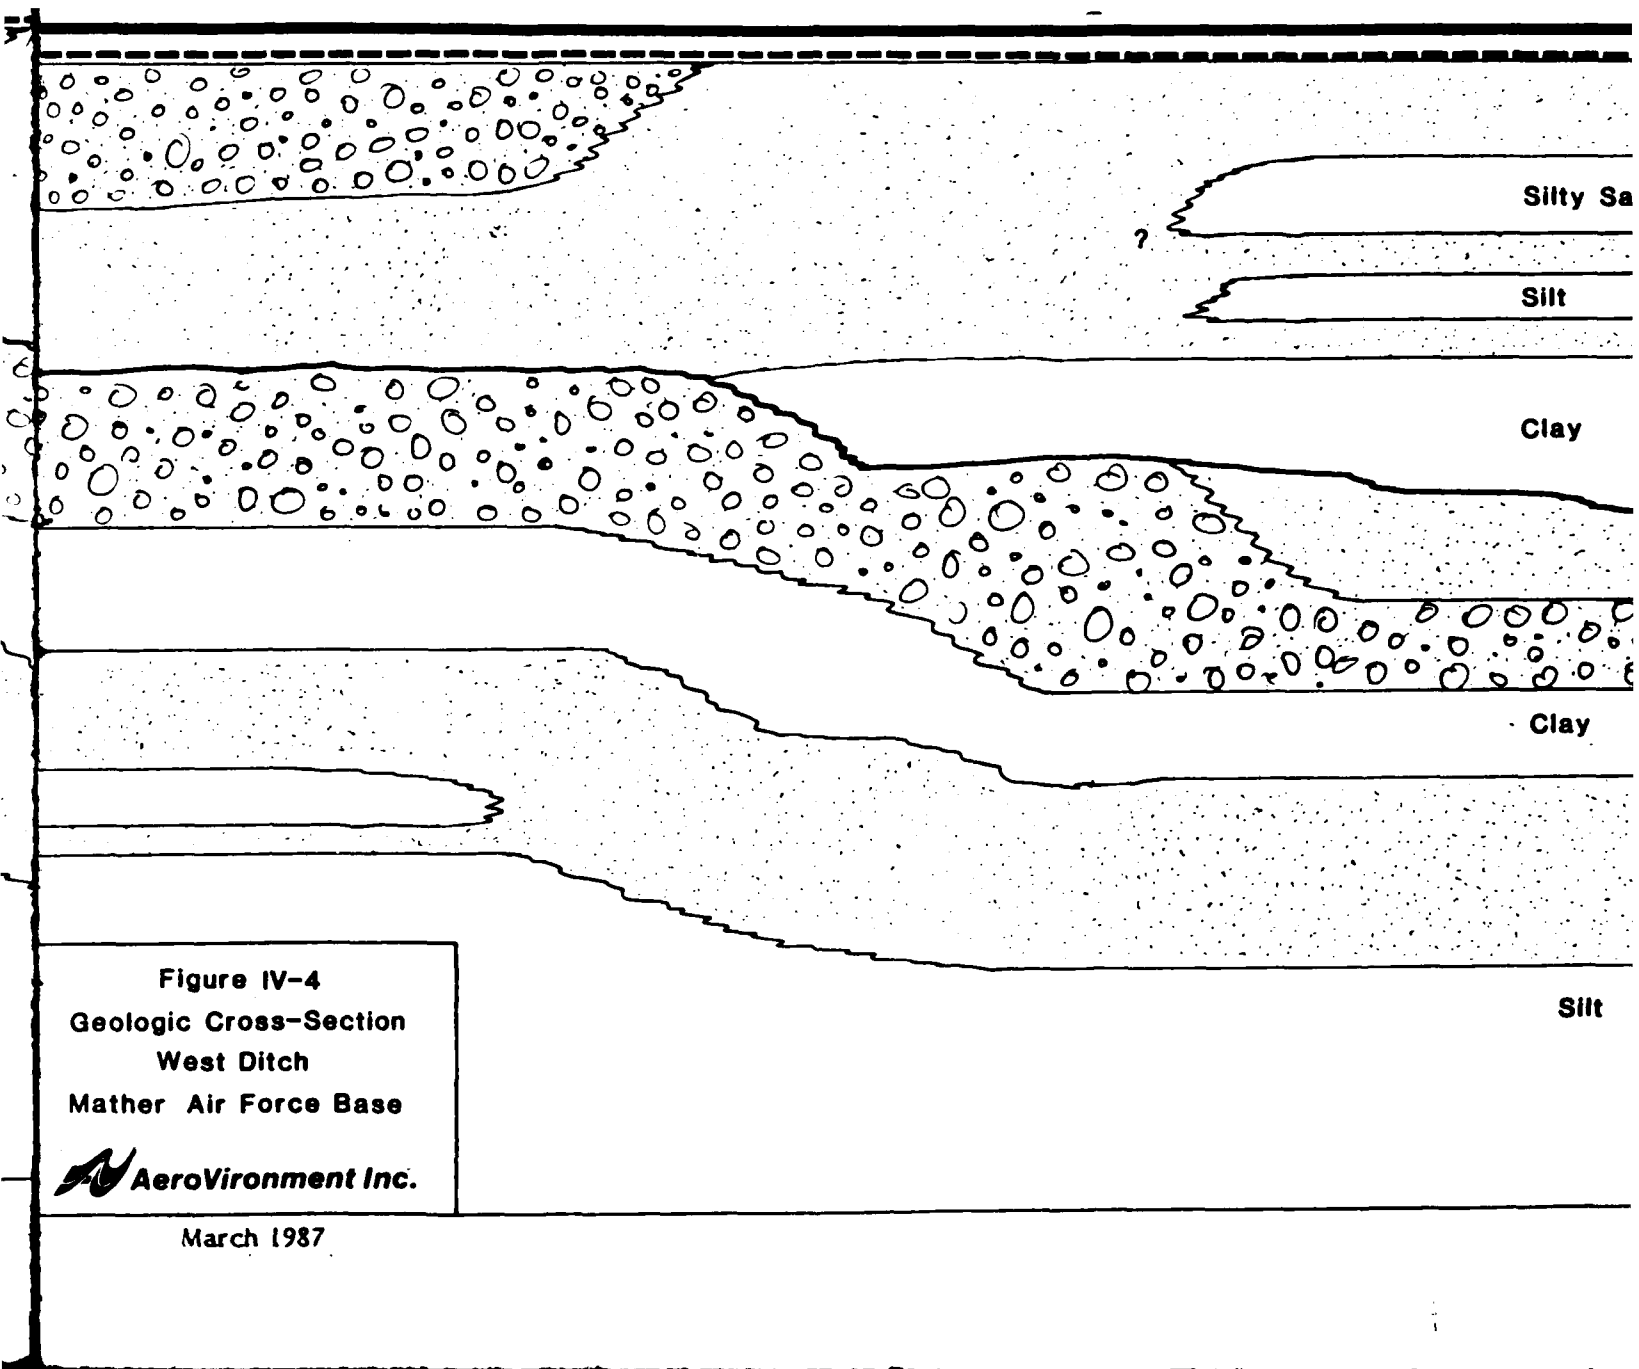 Silty Sa
?
Silt
Clay
Clay
Silt
Figure IV-4
Geologic Cross-Section
West Ditch
Mather Air Force Base
AeroVironment Inc.
March 1987